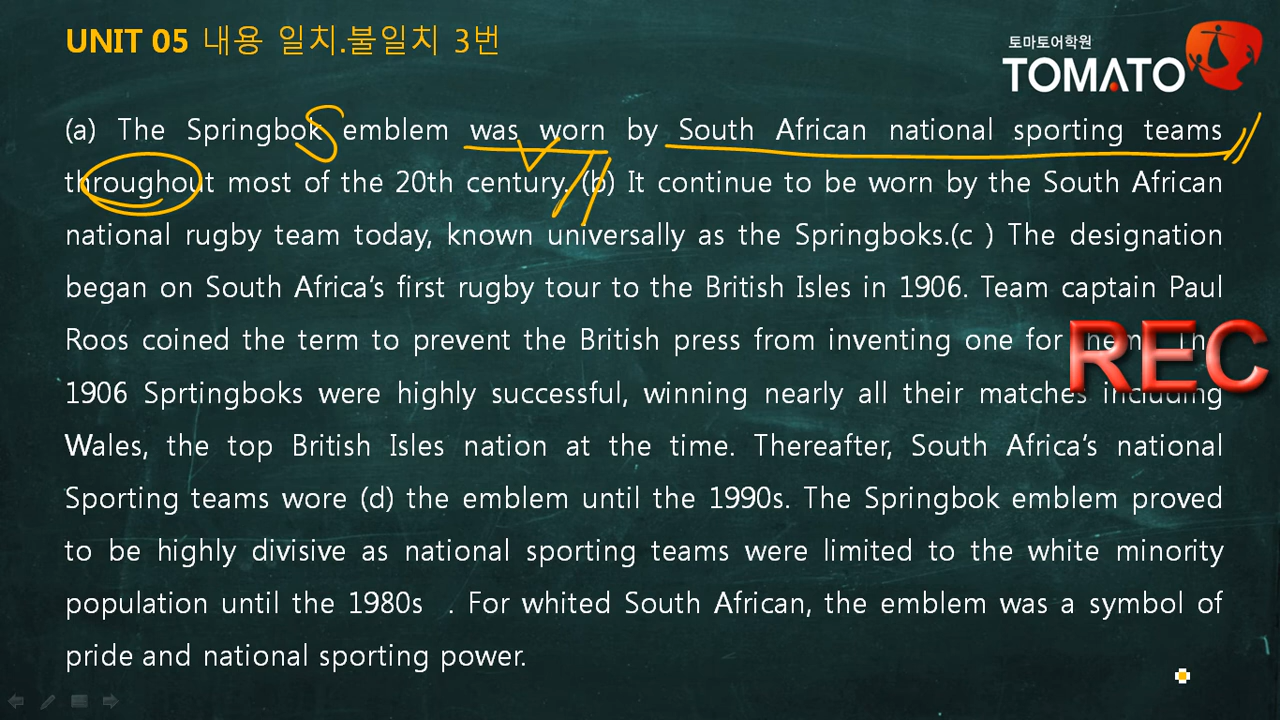 UNIT 05 내용 일치.불일치 3번
토마토어학원
TOMATO
(a) The Springbok emblem was worn by South African national sporting teams
S
throughout most of the 20th century. (b) It continue to be worn by the South African
national rugby team today, known universally as the Springboks.(c ) The designation
began on South Africa's first rugby tour to the British Isles in 1906. Team captain Paul
Roos coined the term to prevent the British press from inventing one for
REC
1906 Sprtingboks were highly successful, winning nearly all their matches including
Wales, the top British Isles nation at the time. Thereafter, South Africa's national
Sporting teams wore (d) the emblem until the 1990s. The Springbok emblem proved
to be highly divisive as national sporting teams were limited to the white minority
population until the 1980s . For whited South African, the emblem was a symbol of
pride and national sporting power.